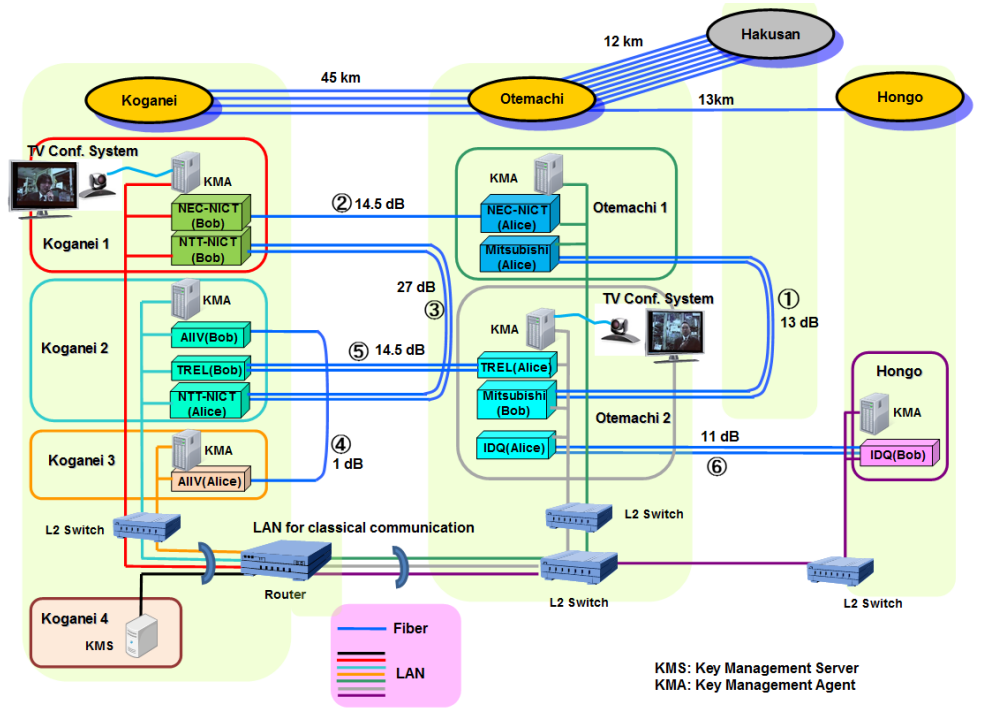 Hakusan
12 km
45 km
Koganei
Otemachi
13km
Hongo
TV Conf. System
KMA
NEC-NICT
(Bob)
NTT-NICT
(Bob)
Koganei 1
② 14.5 dB
KMA
NEC-NICT
(Alice)
Mitsubishi
(Alice)
Otemachi 1
27 dB
③
①
13 dB
KMA
Koganei 2
AIIV(Bob)
TREL(Bob)
NTT-NICT
(Alice)
⑤ 14.5 dB
TV Conf. System
KMA
TREL(Alice)
Mitsubishi
(Bob)
Otemachi 2
IDQ(Alice)
Hongo
KMA
IDQ(Bob)
11 dB
⑥
④
1 dB
Koganei 3
KMA
AIIV(Alice)
L2 Switch
LAN for classical communication
L2 Switch
Router
L2 Switch
L2 Switch
Koganei 4
KMS
Fiber
LAN
KMS: Key Management Server
KMA: Key Management Agent